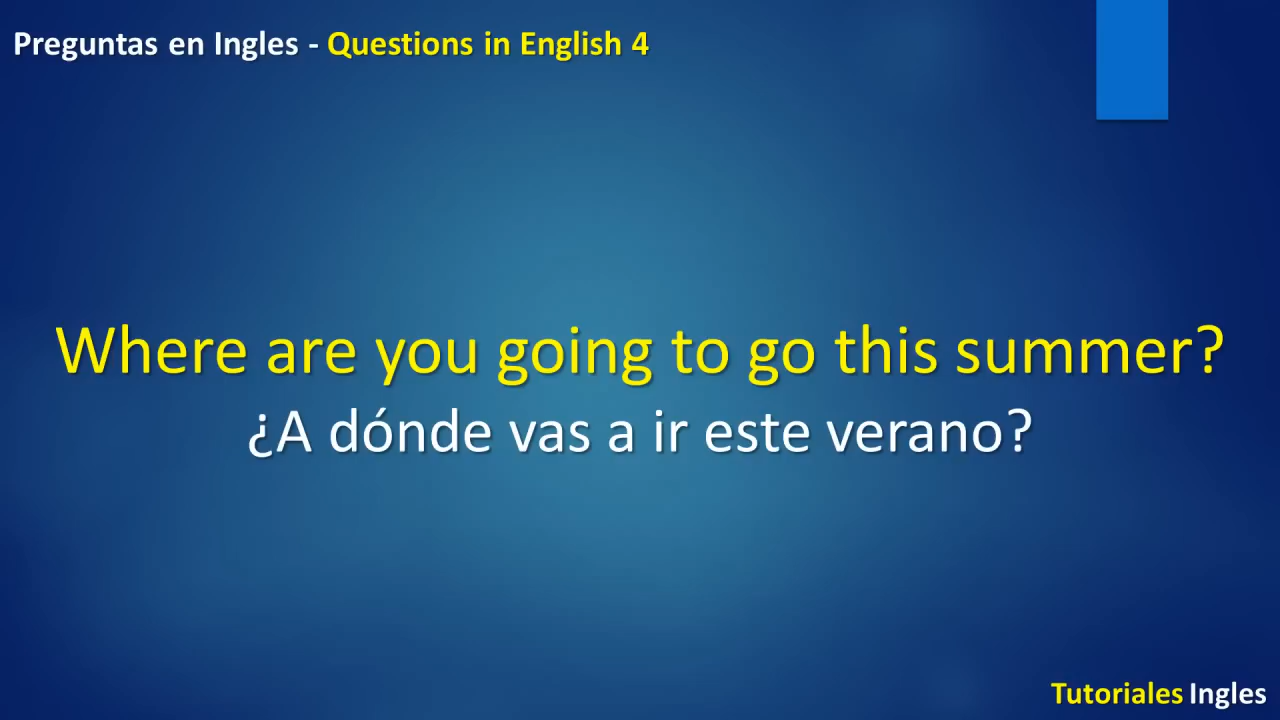 Preguntas en Ingles - Questions in English 4
Where are you going to go this summer?
¿A dónde vas a ir este verano?
Tutoriales Ingles